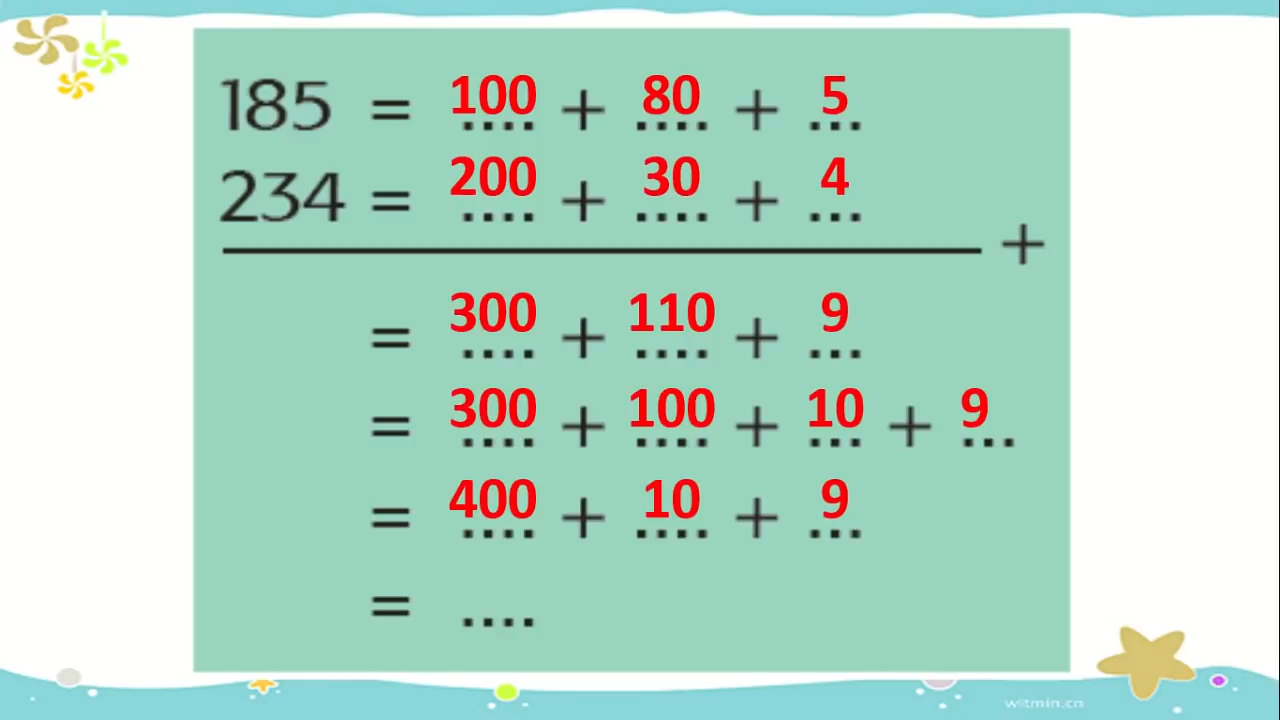 185 = 100 + 80 + 5
234 = 200 + 30 + 4
+
= 300 + 110 + 9
= 300 + 100 + 10 + 9
= 400 + 10 + 9
= ....
witmin.cn